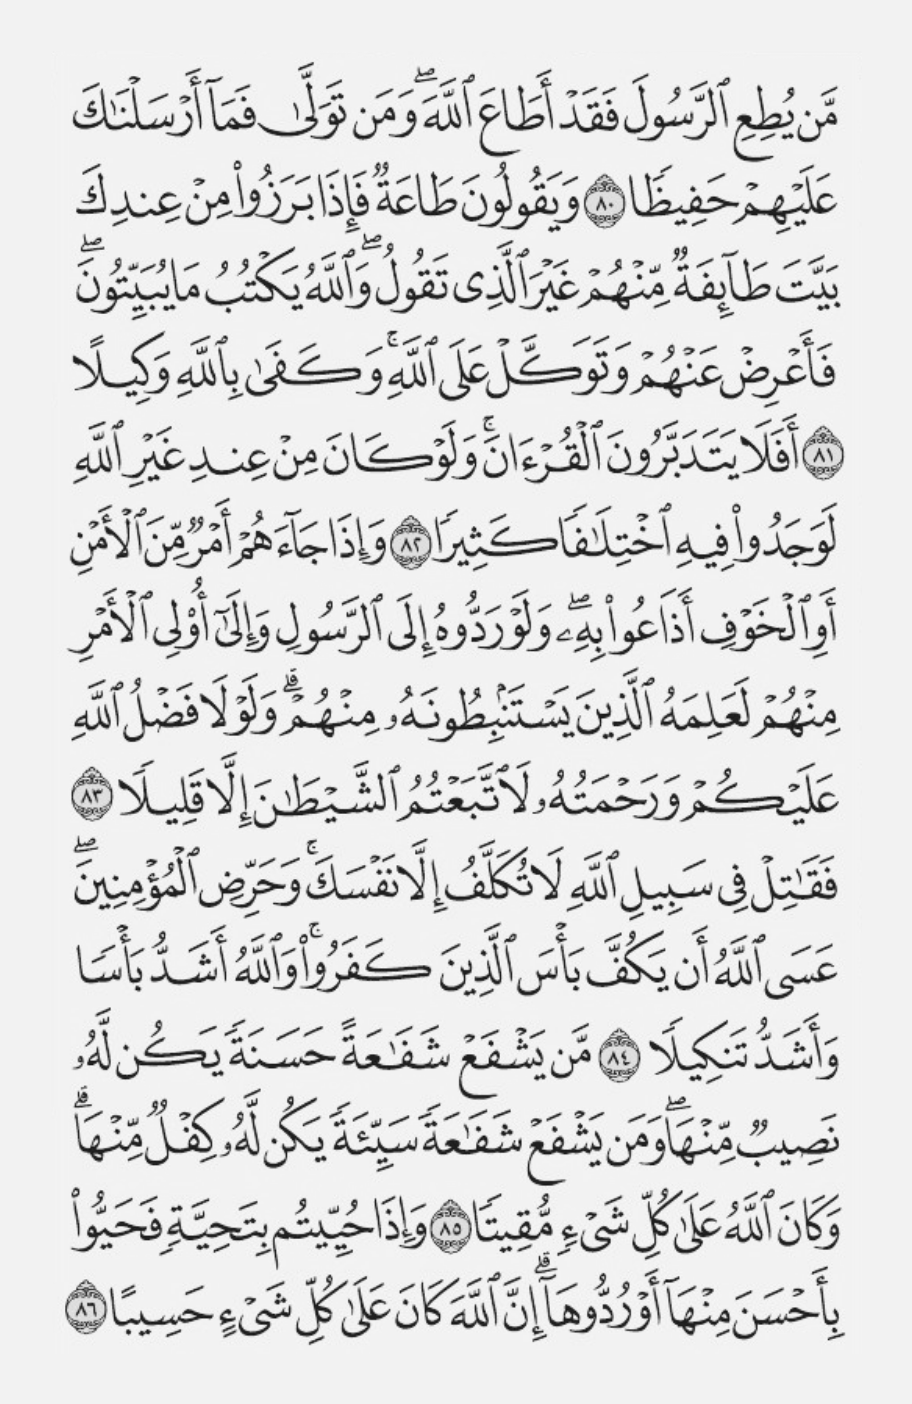 مَّن يُطِعِ ٱلرَّسُولَ فَقَدۡ أَطَاعَ ٱللَّهَۖ وَمَن تَوَلَّىٰ فَمَآ أَرۡسَلۡنَٰكَ
عَلَيۡهِمۡ حَفِيظٗا ٨٠ وَيَقُولُونَ طَاعَةٞ فَإِذَا بَرَزُواْ مِنۡ عِندِكَ
بَيَّتَ طَآئِفَةٞ مِّنۡهُمۡ غَيۡرَ ٱلَّذِي تَقُولُۖ وَٱللَّهُ يَكۡتُبُ مَا يُبَيِّتُونَۖ
فَأَعۡرِضۡ عَنۡهُمۡ وَتَوَكَّلۡ عَلَى ٱللَّهِۚ وَكَفَىٰ بِٱللَّهِ وَكِيلًا
٨١ أَفَلَا يَتَدَبَّرُونَ ٱلۡقُرۡءَانَۚ وَلَوۡ كَانَ مِنۡ عِندِ غَيۡرِ ٱللَّهِ
لَوَجَدُواْ فِيهِ ٱخۡتِلَٰفٗا كَثِيرٗا ٨٢ وَإِذَا جَآءَهُمۡ أَمۡرٞ مِّنَ ٱلۡأَمۡنِ
أَوِ ٱلۡخَوۡفِ أَذَاعُواْ بِهِۦۖ وَلَوۡ رَدُّوهُ إِلَى ٱلرَّسُولِ وَإِلَىٰٓ أُوْلِي ٱلۡأَمۡرِ
مِنۡهُمۡ لَعَلِمَهُ ٱلَّذِينَ يَسۡتَنۢبِطُونَهُۥ مِنۡهُمۡۗ وَلَوۡلَا فَضۡلُ ٱللَّهِ
عَلَيۡكُمۡ وَرَحۡمَتُهُۥ لَٱتَّبَعۡتُمُ ٱلشَّيۡطَٰنَ إِلَّا قَلِيلٗا ٨٣
فَقَٰتِلۡ فِي سَبِيلِ ٱللَّهِ لَا تُكَلَّفُ إِلَّا نَفۡسَكَۚ وَحَرِّضِ ٱلۡمُؤۡمِنِينَۖ
عَسَى ٱللَّهُ أَن يَكُفَّ بَأۡسَ ٱلَّذِينَ كَفَرُواْۚ وَٱللَّهُ أَشَدُّ بَأۡسٗا
وَأَشَدُّ تَنكِيلٗا ٨٤ مَّن يَشۡفَعۡ شَفَٰعَةً حَسَنَةٗ يَكُن لَّهُۥ
نَصِيبٞ مِّنۡهَاۖ وَمَن يَشۡفَعۡ شَفَٰعَةٗ سَيِّئَةٗ يَكُن لَّهُۥ كِفۡلٞ مِّنۡهَاۗ
وَكَانَ ٱللَّهُ عَلَىٰ كُلِّ شَيۡءٖ مُّقِيتٗا ٨٥ وَإِذَا حُيِّيتُم بِتَحِيَّةٖ فَحَيُّواْ
بِأَحۡسَنَ مِنۡهَآ أَوۡ رُدُّوهَآۗ إِنَّ ٱللَّهَ كَانَ عَلَىٰ كُلِّ شَيۡءٍ حَسِيبًا ٨٦